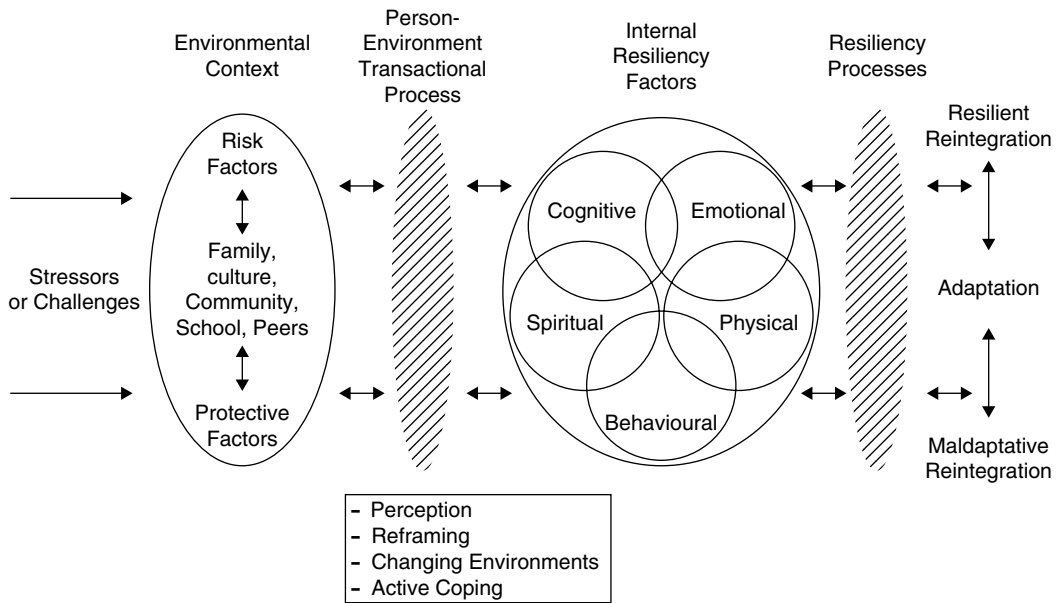 Environmental
Context
Person-
Environment
Transactional
Process
Internal
Resiliency
Factors
Resiliency
Processes
Stressors
or Challenges
Risk
Factors
Family,
culture,
Community,
School, Peers
Protective
Factors
Cognitive
Emotional
Spiritual
Physical
Behavioural
Resilient
Reintegration
Adaptation
Maldaptative
Reintegration
- Perception
- Reframing
- Changing Environments
- Active Coping